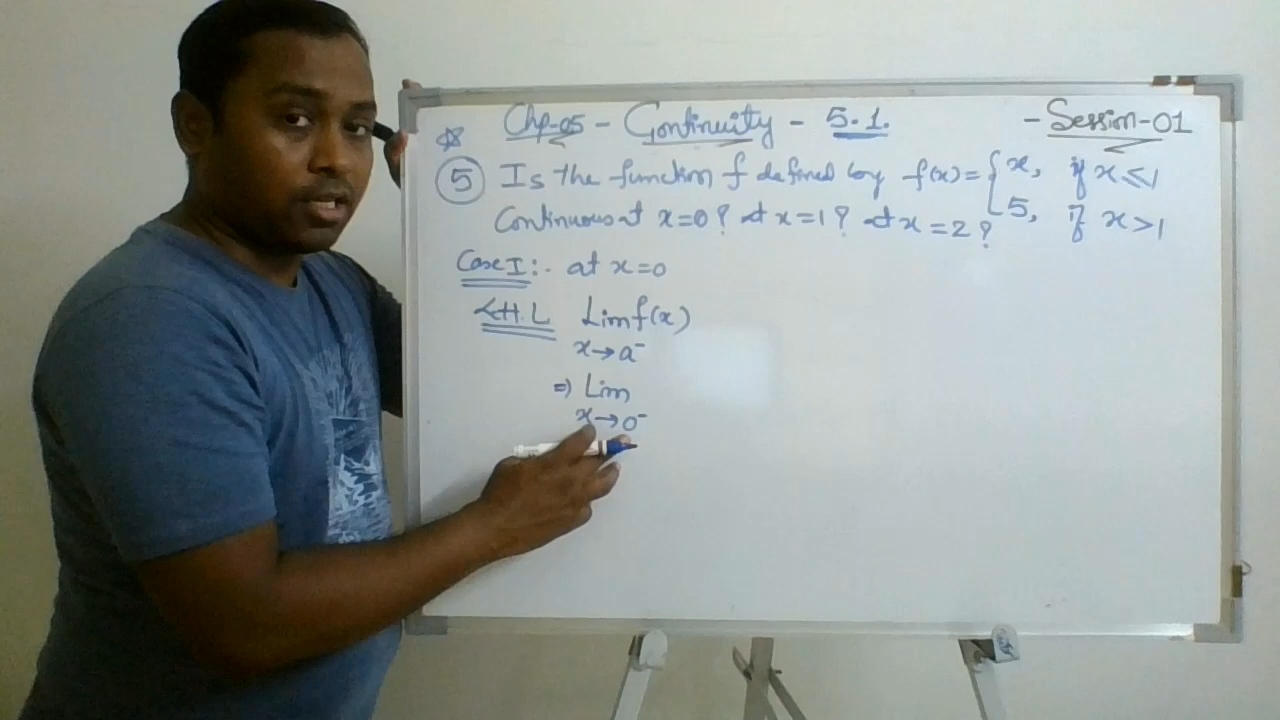 Chp-05 - Continuity - 5.1. - Session-01
5 Is the function f defined by f(x) = { x, if x ≤ 1
5, if x > 1
Continuous at x=0? at x=1? at x=2?
Case I:- at x=0
L.H.L Lim f(x)
x→a⁻
⇒ Lim
x→0⁻